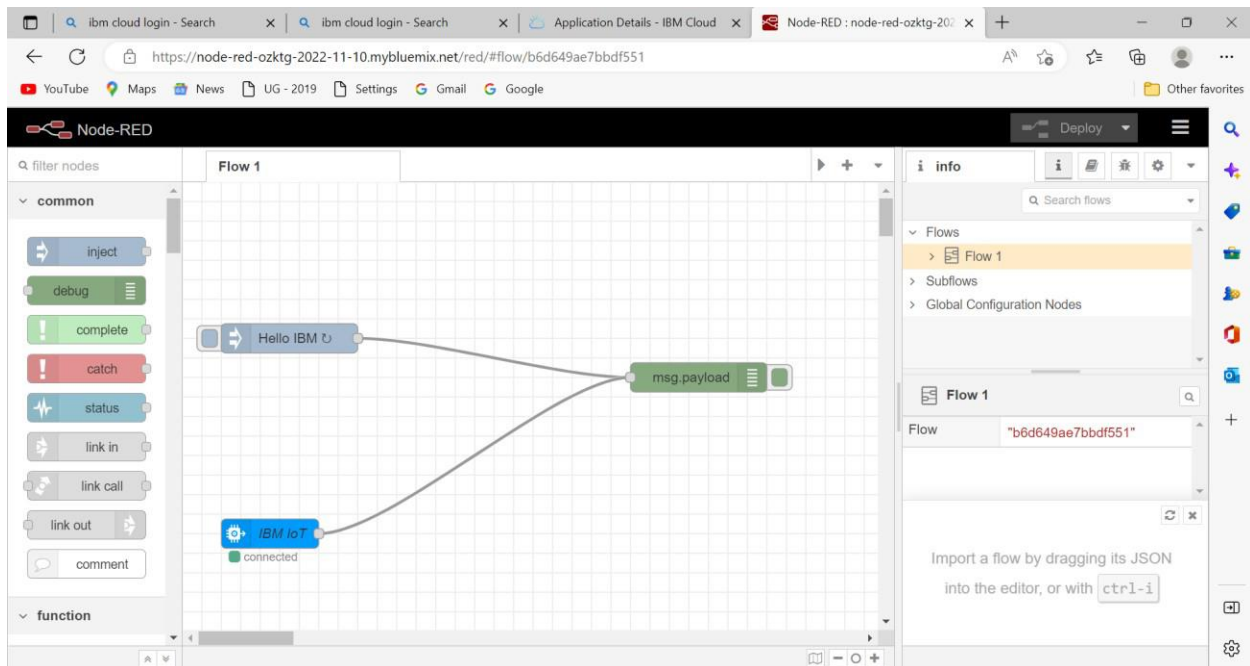 ibm cloud login - Search
ibm cloud login - Search
Application Details - IBM Cloud
Node-RED : node-red-ozktg-202
https://node-red-ozktg-2022-11-10.mybluemix.net/red/#flow/b6d649ae7bbdf551
YouTube
Maps
News
UG - 2019
Settings
Gmail
Google
Other favorites
Node-RED
Deploy
filter nodes
Flow 1
info
common
Search flows
inject
debug
complete
catch
status
link in
link call
link out
comment
function
Hello IBM ↻
msg.payload
IBM IoT
connected
Flows
Flow 1
Subflows
Global Configuration Nodes
Flow 1
Flow
"b6d649ae7bbdf551"
Import a flow by dragging its JSON
into the editor, or with ctrl-i